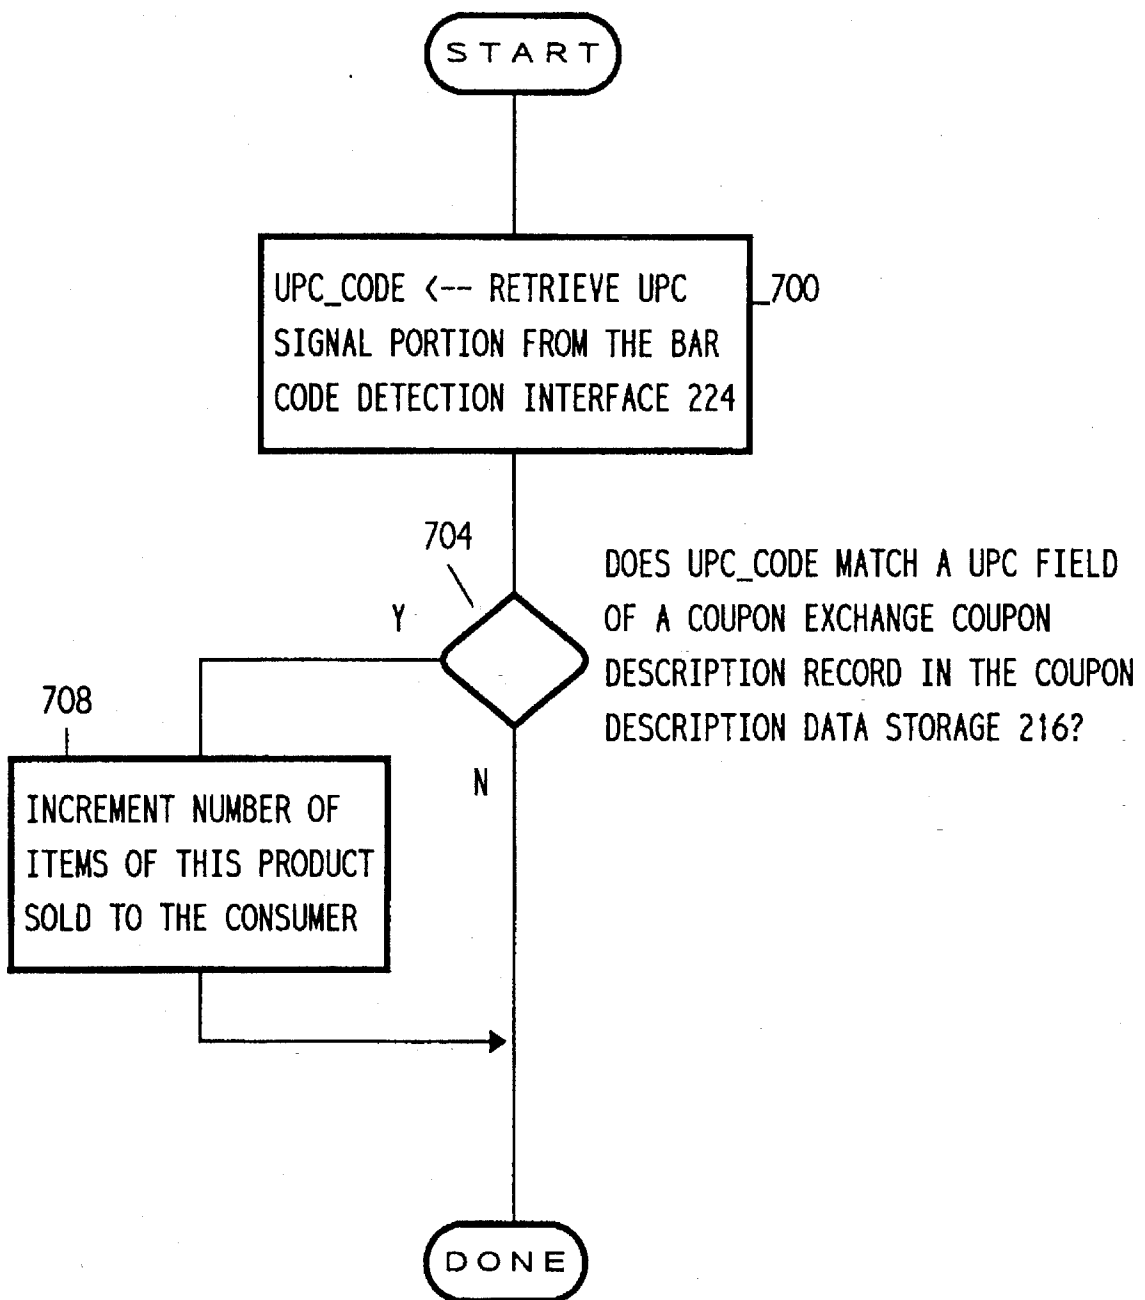 START
UPC_CODE <-- RETRIEVE UPC
SIGNAL PORTION FROM THE BAR
CODE DETECTION INTERFACE 224
700
704
DOES UPC_CODE MATCH A UPC FIELD
OF A COUPON EXCHANGE COUPON
DESCRIPTION RECORD IN THE COUPON
DESCRIPTION DATA STORAGE 216?
Y
N
708
INCREMENT NUMBER OF
ITEMS OF THIS PRODUCT
SOLD TO THE CONSUMER
DONE